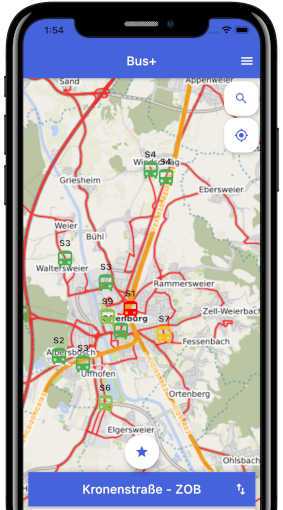 1:54
Bus+
Sand
Appenweier
S4
S4
Windschläg
Griesheim
Ebersweier
Weier
Bühl
S3
Waltersweier
S3
Rammersweier
S9
S1
Zell-Weierbach
S7
Fessenbach
S2
S3
Albersbösch
Uffhofen
S6
Ortenberg
Elgersweier
Ohlsbach
Kronenstraße - ZOB